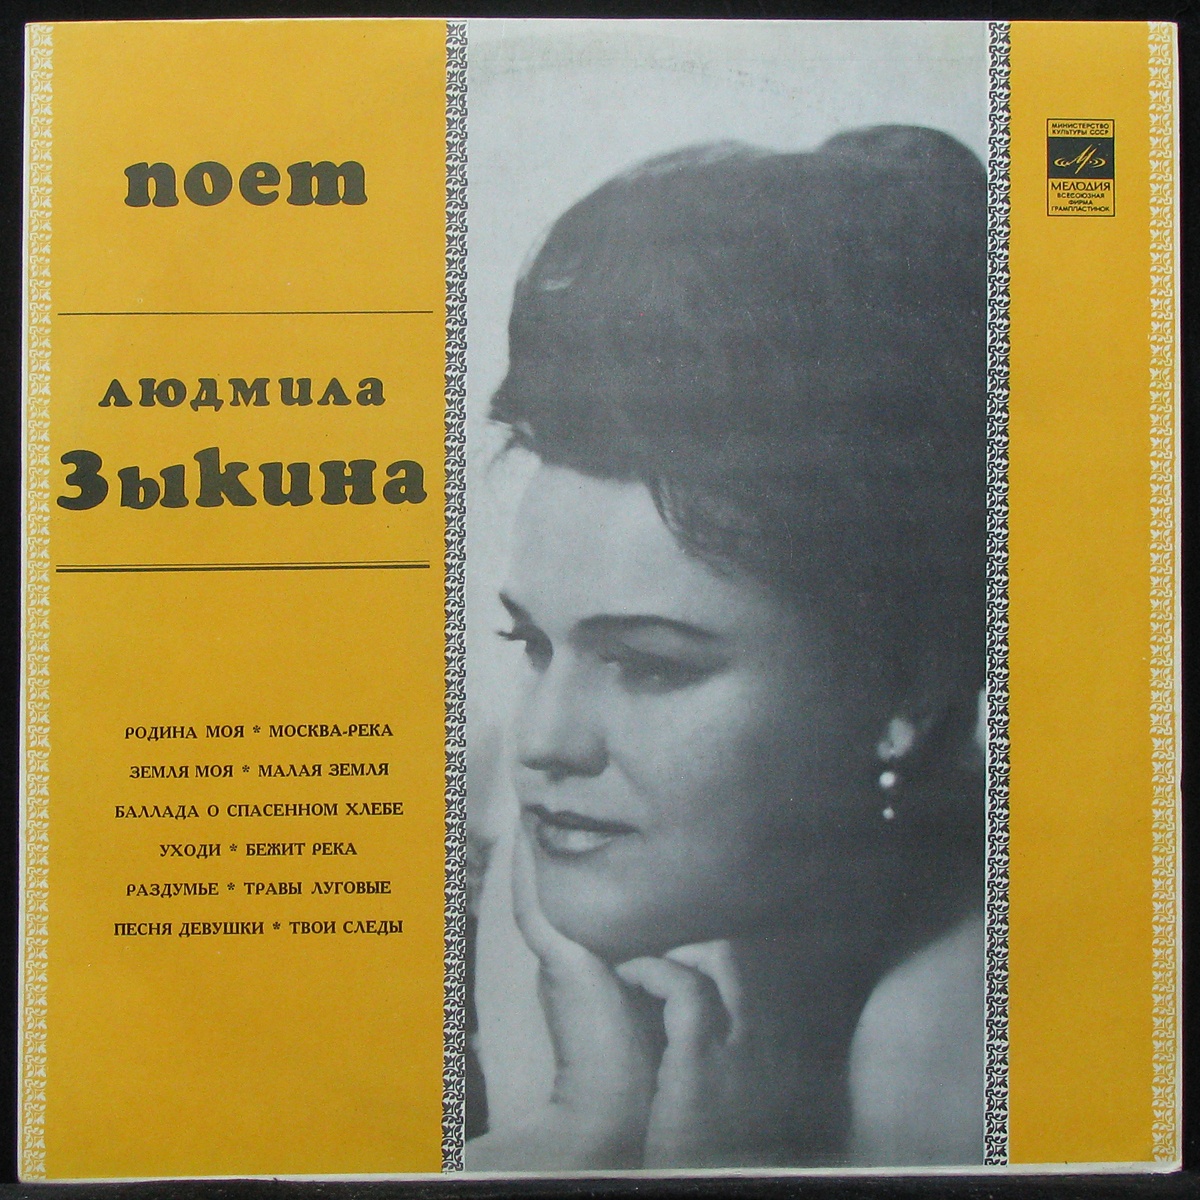 поет
людмила
Зыкина
РОДИНА МОЯ * МОСКВА-РЕКА
ЗЕМЛЯ МОЯ * МАЛАЯ ЗЕМЛЯ
БАЛЛАДА О СПАСЕННОМ ХЛЕБЕ
УХОДИ * БЕЖИТ РЕКА
РАЗДУМЬЕ * ТРАВЫ ЛУГОВЫЕ
ПЕСНЯ ДЕВУШКИ * ТВОИ СЛЕДЫ
МИНИСТЕРСТВО
КУЛЬТУРЫ СССР
М
МЕЛОДИЯ
ВСЕСОЮЗНАЯ
ФИРМА
ГРАМПЛАСТИНОК